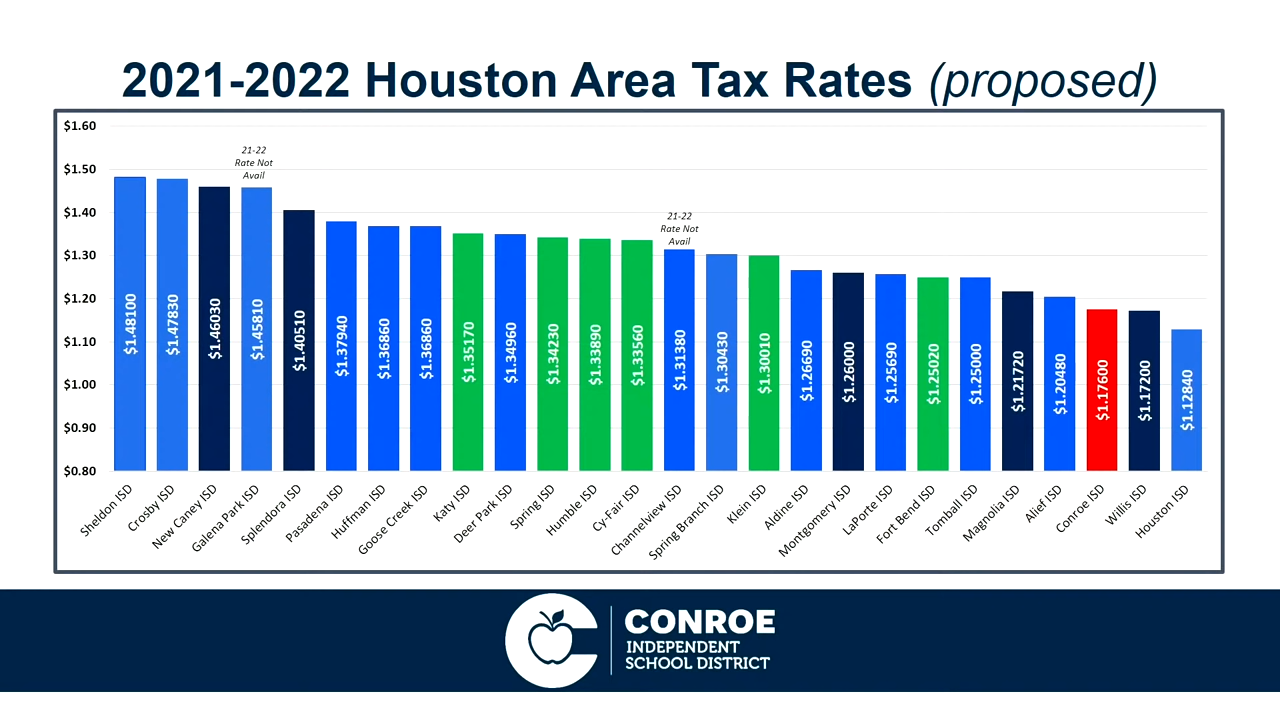 2021-2022 Houston Area Tax Rates (proposed)
$1.60
$1.50
$1.40
$1.30
$1.20
$1.10
$1.00
$0.90
$0.80
21-22
Rate Not
Avail
21-22
Rate Not
Avail
$1.48100
$1.47830
$1.46030
$1.45810
$1.40510
$1.37940
$1.36860
$1.36860
$1.35170
$1.34960
$1.34230
$1.33890
$1.33560
$1.31380
$1.30430
$1.30010
$1.26690
$1.26000
$1.25690
$1.25020
$1.25000
$1.21720
$1.20480
$1.17600
$1.17200
$1.12840
Sheldon ISD
Crosby ISD
New Caney ISD
Galena Park ISD
Splendora ISD
Pasadena ISD
Huffman ISD
Goose Creek ISD
Katy ISD
Deer Park ISD
Spring ISD
Humble ISD
Cy-Fair ISD
Channelview ISD
Spring Branch ISD
Klein ISD
Aldine ISD
Montgomery ISD
LaPorte ISD
Fort Bend ISD
Tomball ISD
Magnolia ISD
Alief ISD
Conroe ISD
Willis ISD
Houston ISD
CONROE
INDEPENDENT
SCHOOL DISTRICT